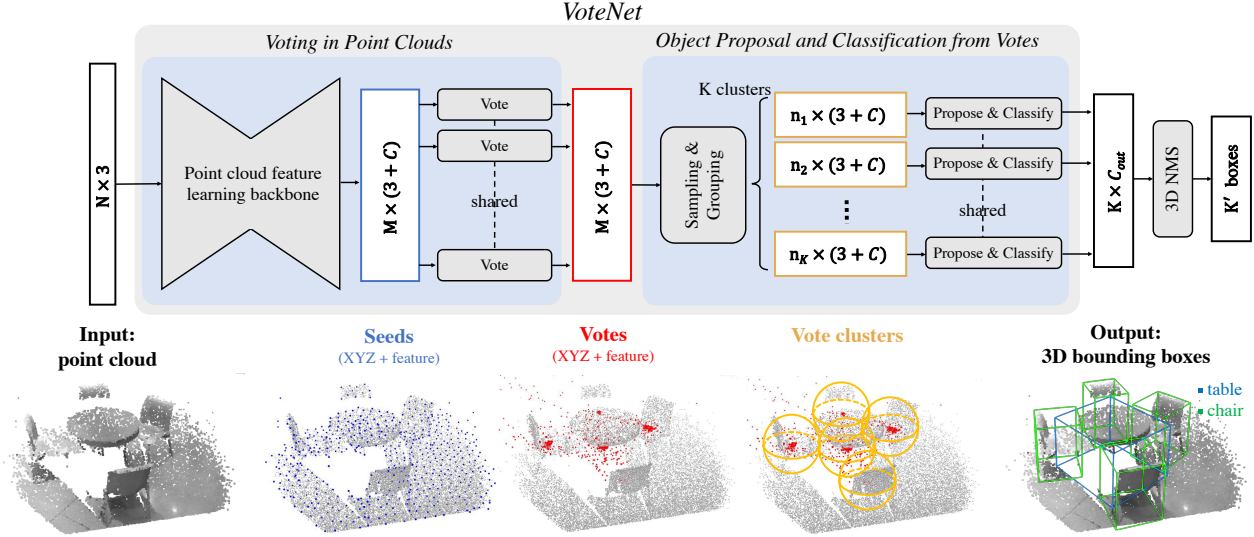 VoteNet
Voting in Point Clouds
Object Proposal and Classification from Votes
N × 3
Point cloud feature
learning backbone
M × (3 + C)
Vote
Vote
shared
Vote
M × (3 + C)
Sampling &
Grouping
K clusters
n₁ × (3 + C)
n₂ × (3 + C)
⋮
n_K × (3 + C)
Propose & Classify
Propose & Classify
shared
Propose & Classify
K × C_out
3D NMS
K′ boxes
Input:
point cloud
Seeds
(XYZ + feature)
Votes
(XYZ + feature)
Vote clusters
Output:
3D bounding boxes
table
chair